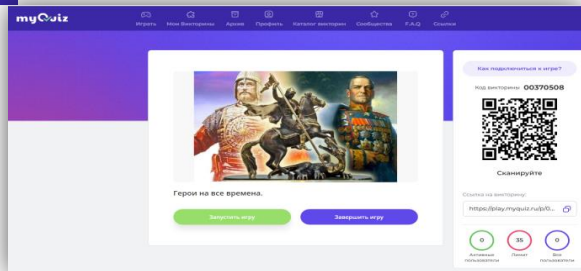 myQuiz
Играть Мои Викторины Архив Профиль Каталог викторин Сообщества F.A.Q Ссылки
Как подключиться к игре?
Код викторины 00370508
Сканируйте
Герои на все времена.
Запустить игру Завершить игру
Ссылка на викторину:
https://play.myquiz.ru/p/0...
0 35 0
Активные пользователи Лимит Все пользователи